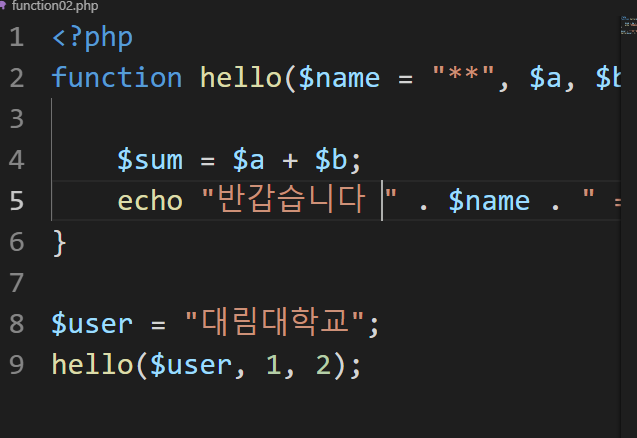 function02.php
1 <?php
2 function hello($name = "**", $a, $b
3
4 $sum = $a + $b;
5 echo "반갑습니다 " . $name . " =
6 }
7
8 $user = "대림대학교";
9 hello($user, 1, 2);